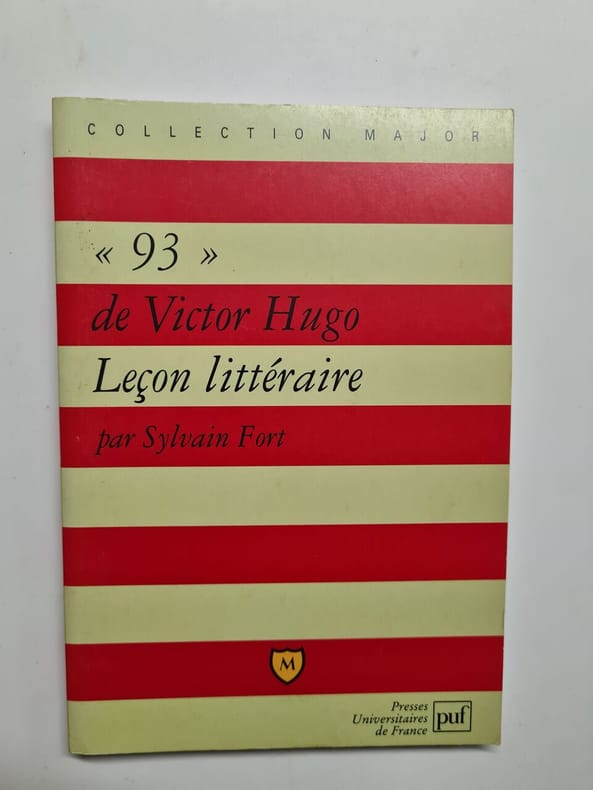 COLLECTION MAJOR
« 93 »
de Victor Hugo
Leçon littéraire
par Sylvain Fort
M
Presses
Universitaires
de France
puf